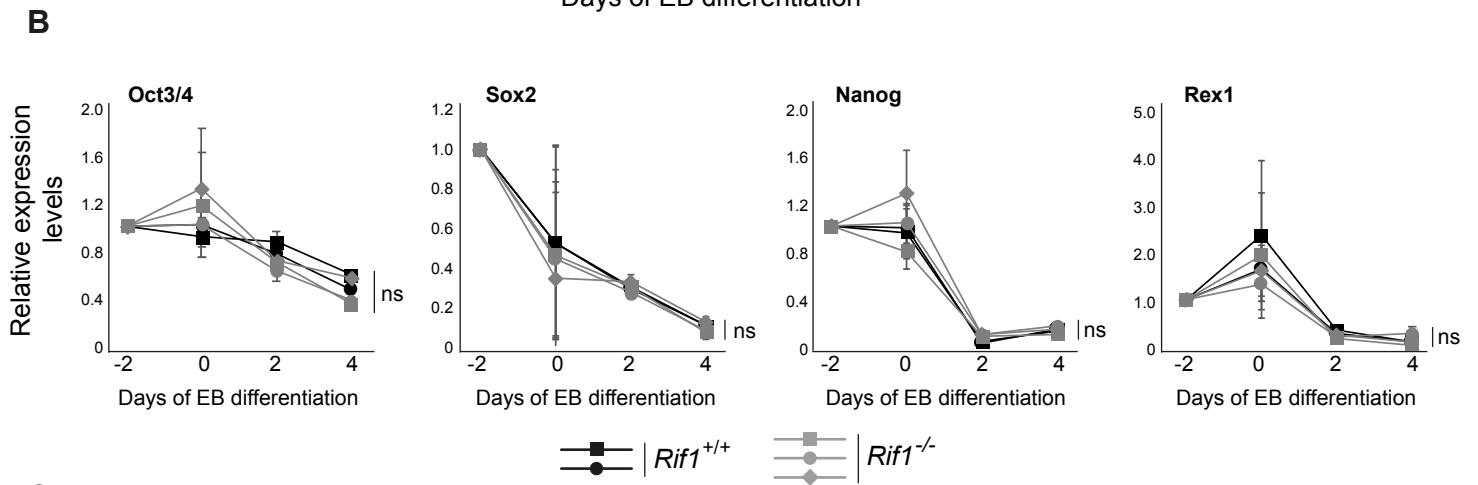 Days of EB differentiation
B
Oct3/4
Sox2
Nanog
Rex1
Relative expression
levels
2.0
1.6
1.2
0.8
0.4
0
-2 0 2 4
ns
Days of EB differentiation
1.2
1.0
0.8
0.6
0.4
0.2
0
-2 0 2 4
ns
Days of EB differentiation
2.0
1.6
1.2
0.8
0.4
0
-2 0 2 4
ns
Days of EB differentiation
5.0
4.0
3.0
2.0
1.0
0
-2 0 2 4
ns
Days of EB differentiation
Rif1+/+
Rif1-/-